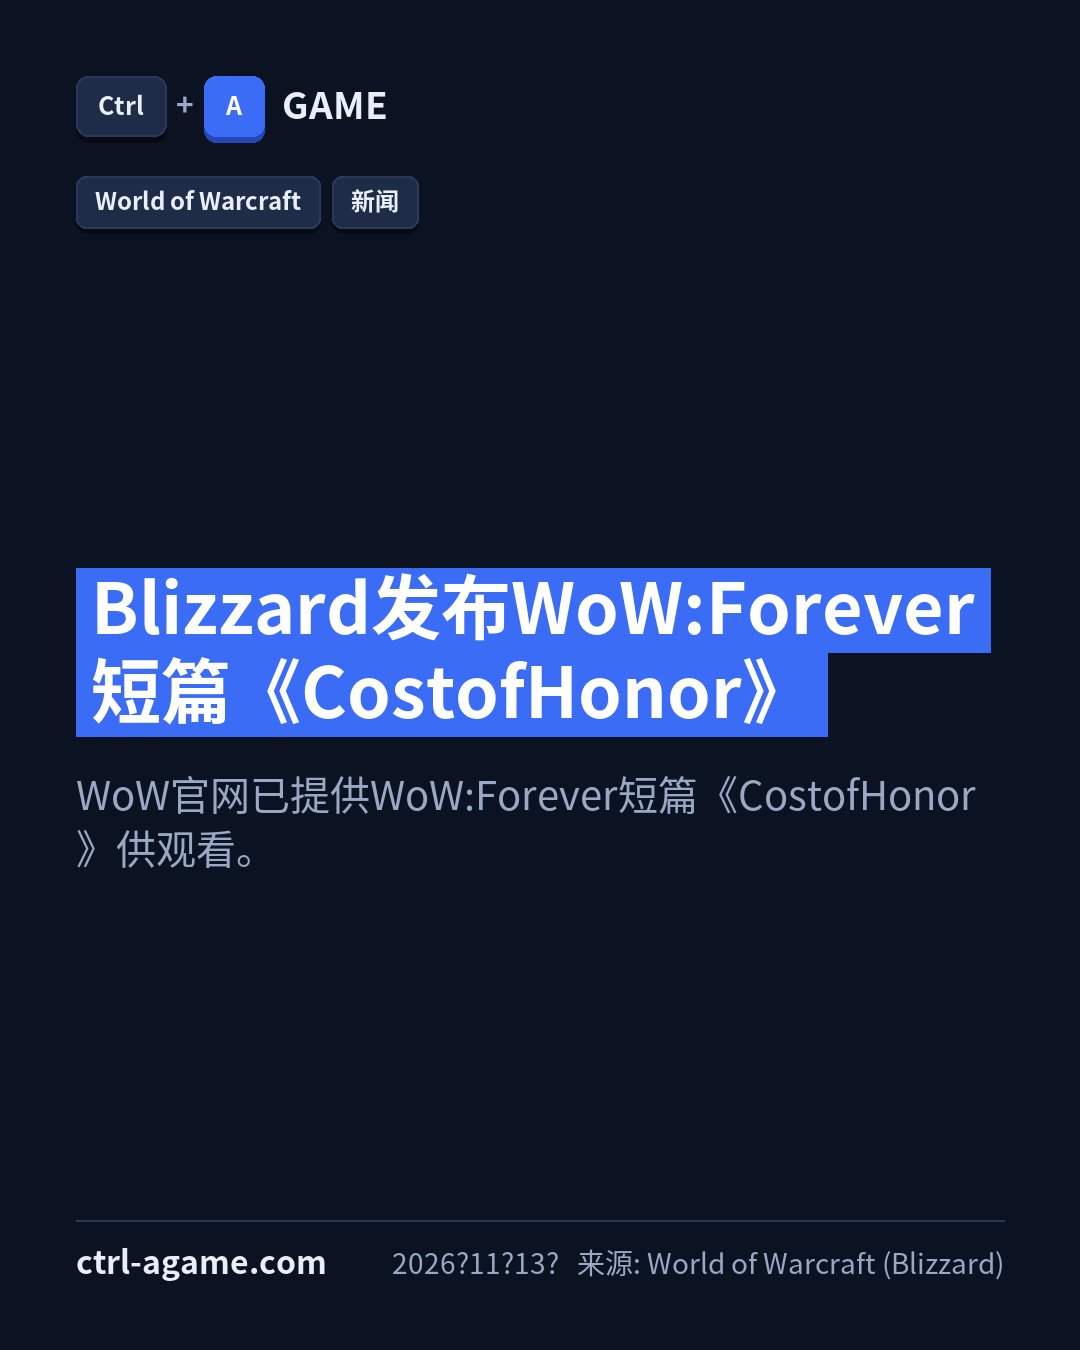 Ctrl + A GAME
World of Warcraft 新闻
Blizzard发布WoW:Forever
短篇《CostofHonor》
WoW官网已提供WoW:Forever短篇《CostofHonor
》供观看。
ctrl-agame.com 2026?11?13? 来源: World of Warcraft (Blizzard)